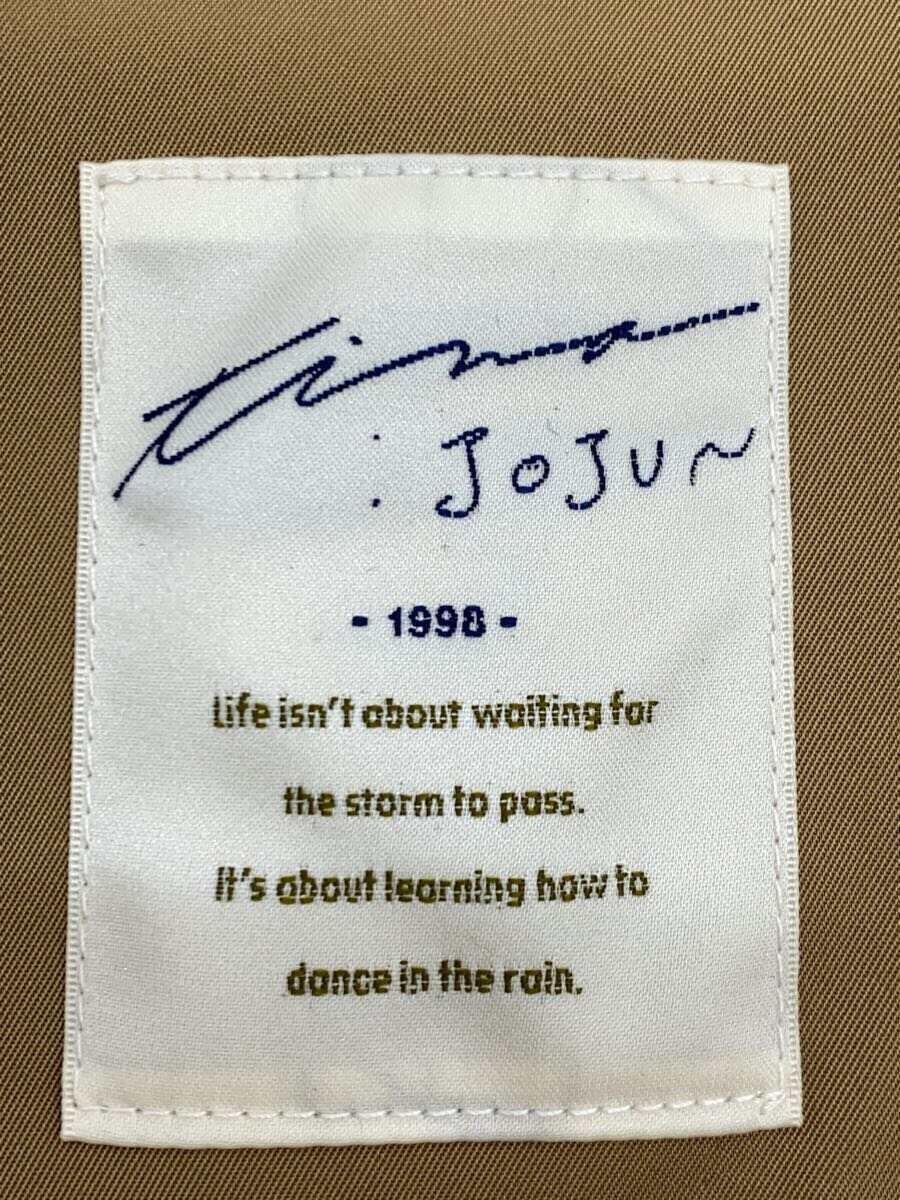 tina
: JOJUN
- 1998 -
Life isn't about waiting for
the storm to pass.
It's about learning how to
dance in the rain.